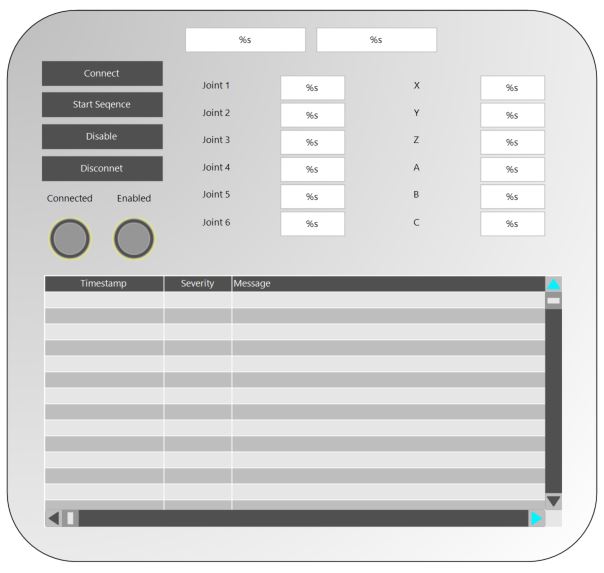 %s %s
Connect
Start Seqence
Disable
Disconnet
Connected Enabled
Joint 1 %s X %s
Joint 2 %s Y %s
Joint 3 %s Z %s
Joint 4 %s A %s
Joint 5 %s B %s
Joint 6 %s C %s
Timestamp Severity Message